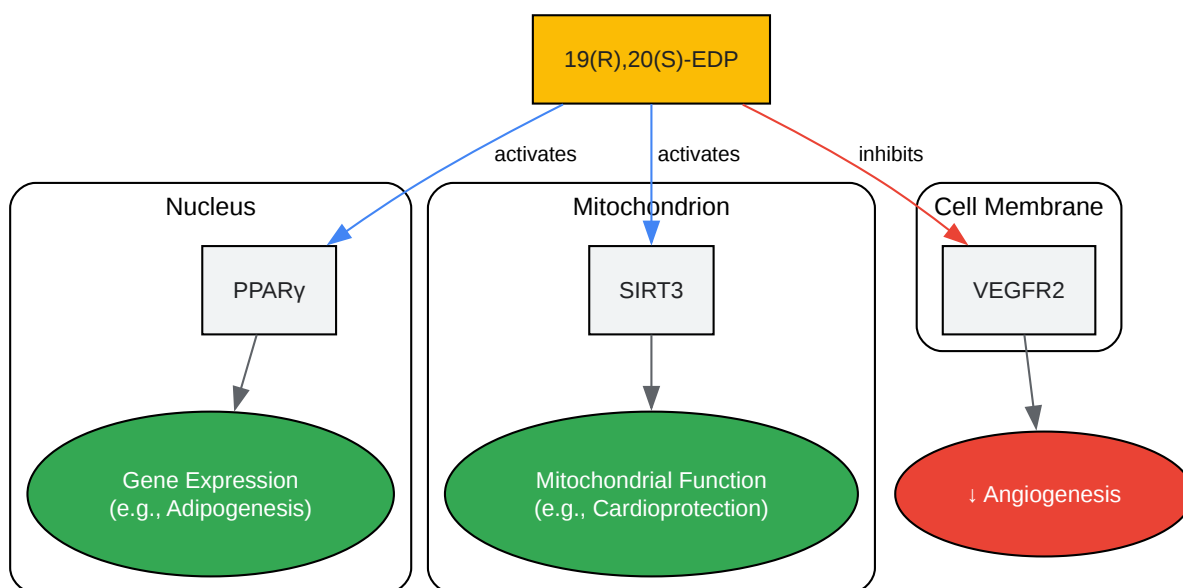 19(R),20(S)-EDP
activates
activates
inhibits
Nucleus
Mitochondrion
Cell Membrane
PPARγ
SIRT3
VEGFR2
Gene Expression
(e.g., Adipogenesis)
Mitochondrial Function
(e.g., Cardioprotection)
↓ Angiogenesis